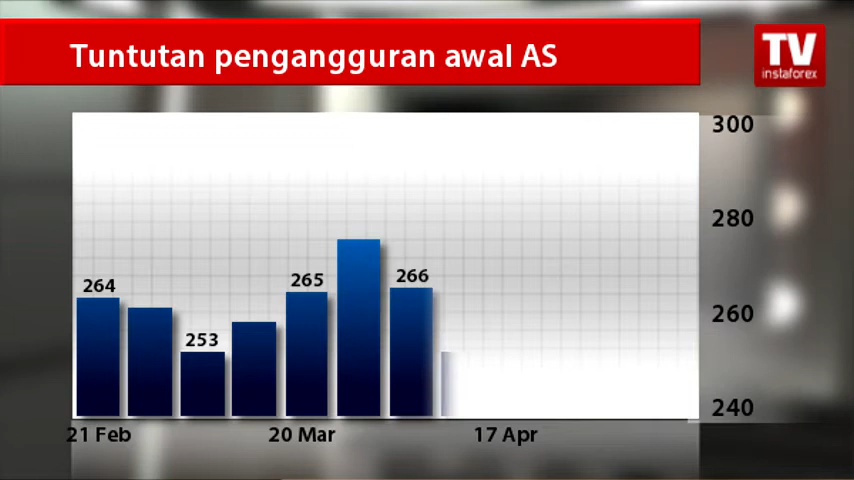 Tuntutan pengangguran awal AS
TV
instaforex
300
280
260
240
264
253
265
266
21 Feb
20 Mar
17 Apr